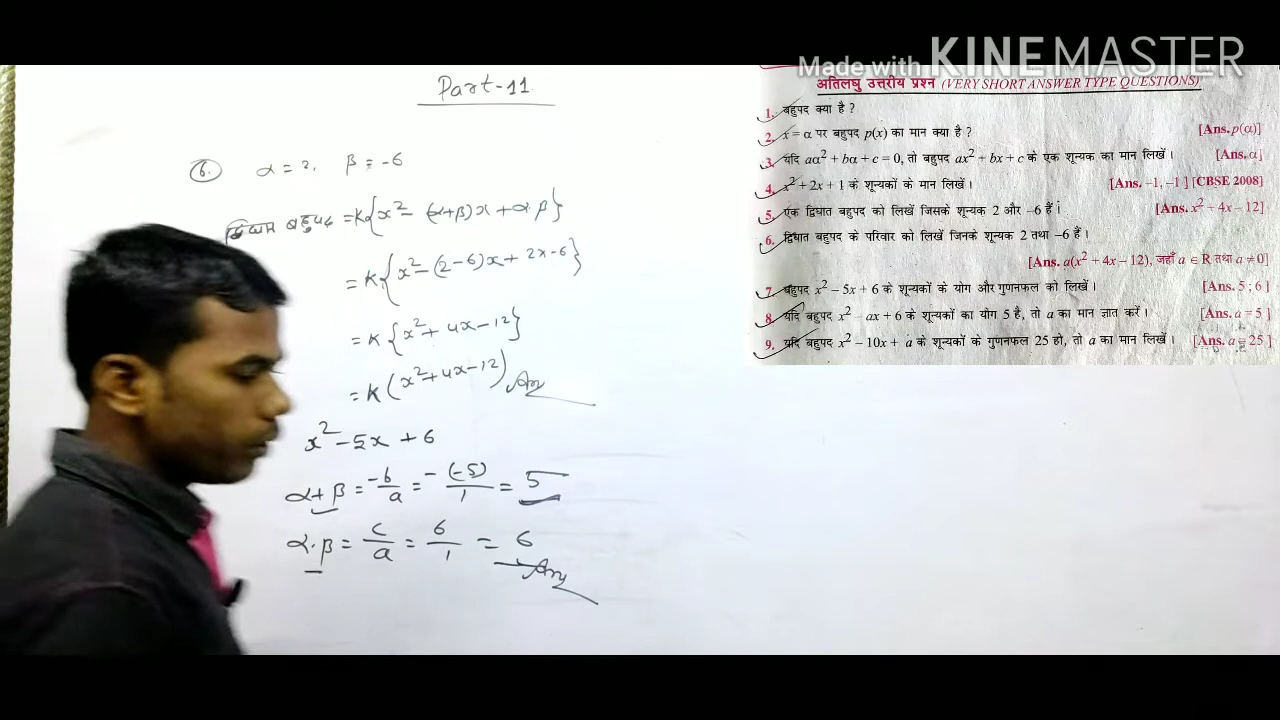 Made with KINEMASTER
Part-11
6. α = 2, β = -6
द्विघात बहुपद = K{x² - (α+β)x + α.β}
= K{x² - (2-6)x + 2x-6}
= K{x² + 4x - 12}
= K(x² + 4x - 12) Ans
x² - 5x + 6
α+β = -b/a = -(-5)/1 = 5
α.β = c/a = 6/1 = 6
Ans
अतिलघु उत्तरीय प्रश्न (VERY SHORT ANSWER TYPE QUESTIONS)
1. बहुपद क्या है ?
2. x = α पर बहुपद p(x) का मान क्या है ? [Ans. p(α)]
3. यदि aα² + bα + c = 0, तो बहुपद ax² + bx + c के एक शून्यक का मान लिखें। [Ans. α]
4. x² + 2x + 1 के शून्यकों के मान लिखें। [Ans. –1, –1] [CBSE 2008]
5. एक द्विघात बहुपद को लिखें जिसके शून्यक 2 और –6 हैं। [Ans. x² + 4x – 12]
6. द्विघात बहुपद के परिवार को लिखें जिनके शून्यक 2 तथा –6 हैं।
[Ans. a(x² + 4x – 12), जहाँ a ∈ R तथा a ≠ 0]
7. बहुपद x² – 5x + 6 के शून्यकों के योग और गुणनफल को लिखें। [Ans. 5 ; 6]
8. यदि बहुपद x² – ax + 6 के शून्यकों का योग 5 है, तो a का मान ज्ञात करें। [Ans. a = 5]
9. यदि बहुपद x² – 10x + a के शून्यकों के गुणनफल 25 हो, तो a का मान लिखें। [Ans. a = 25]